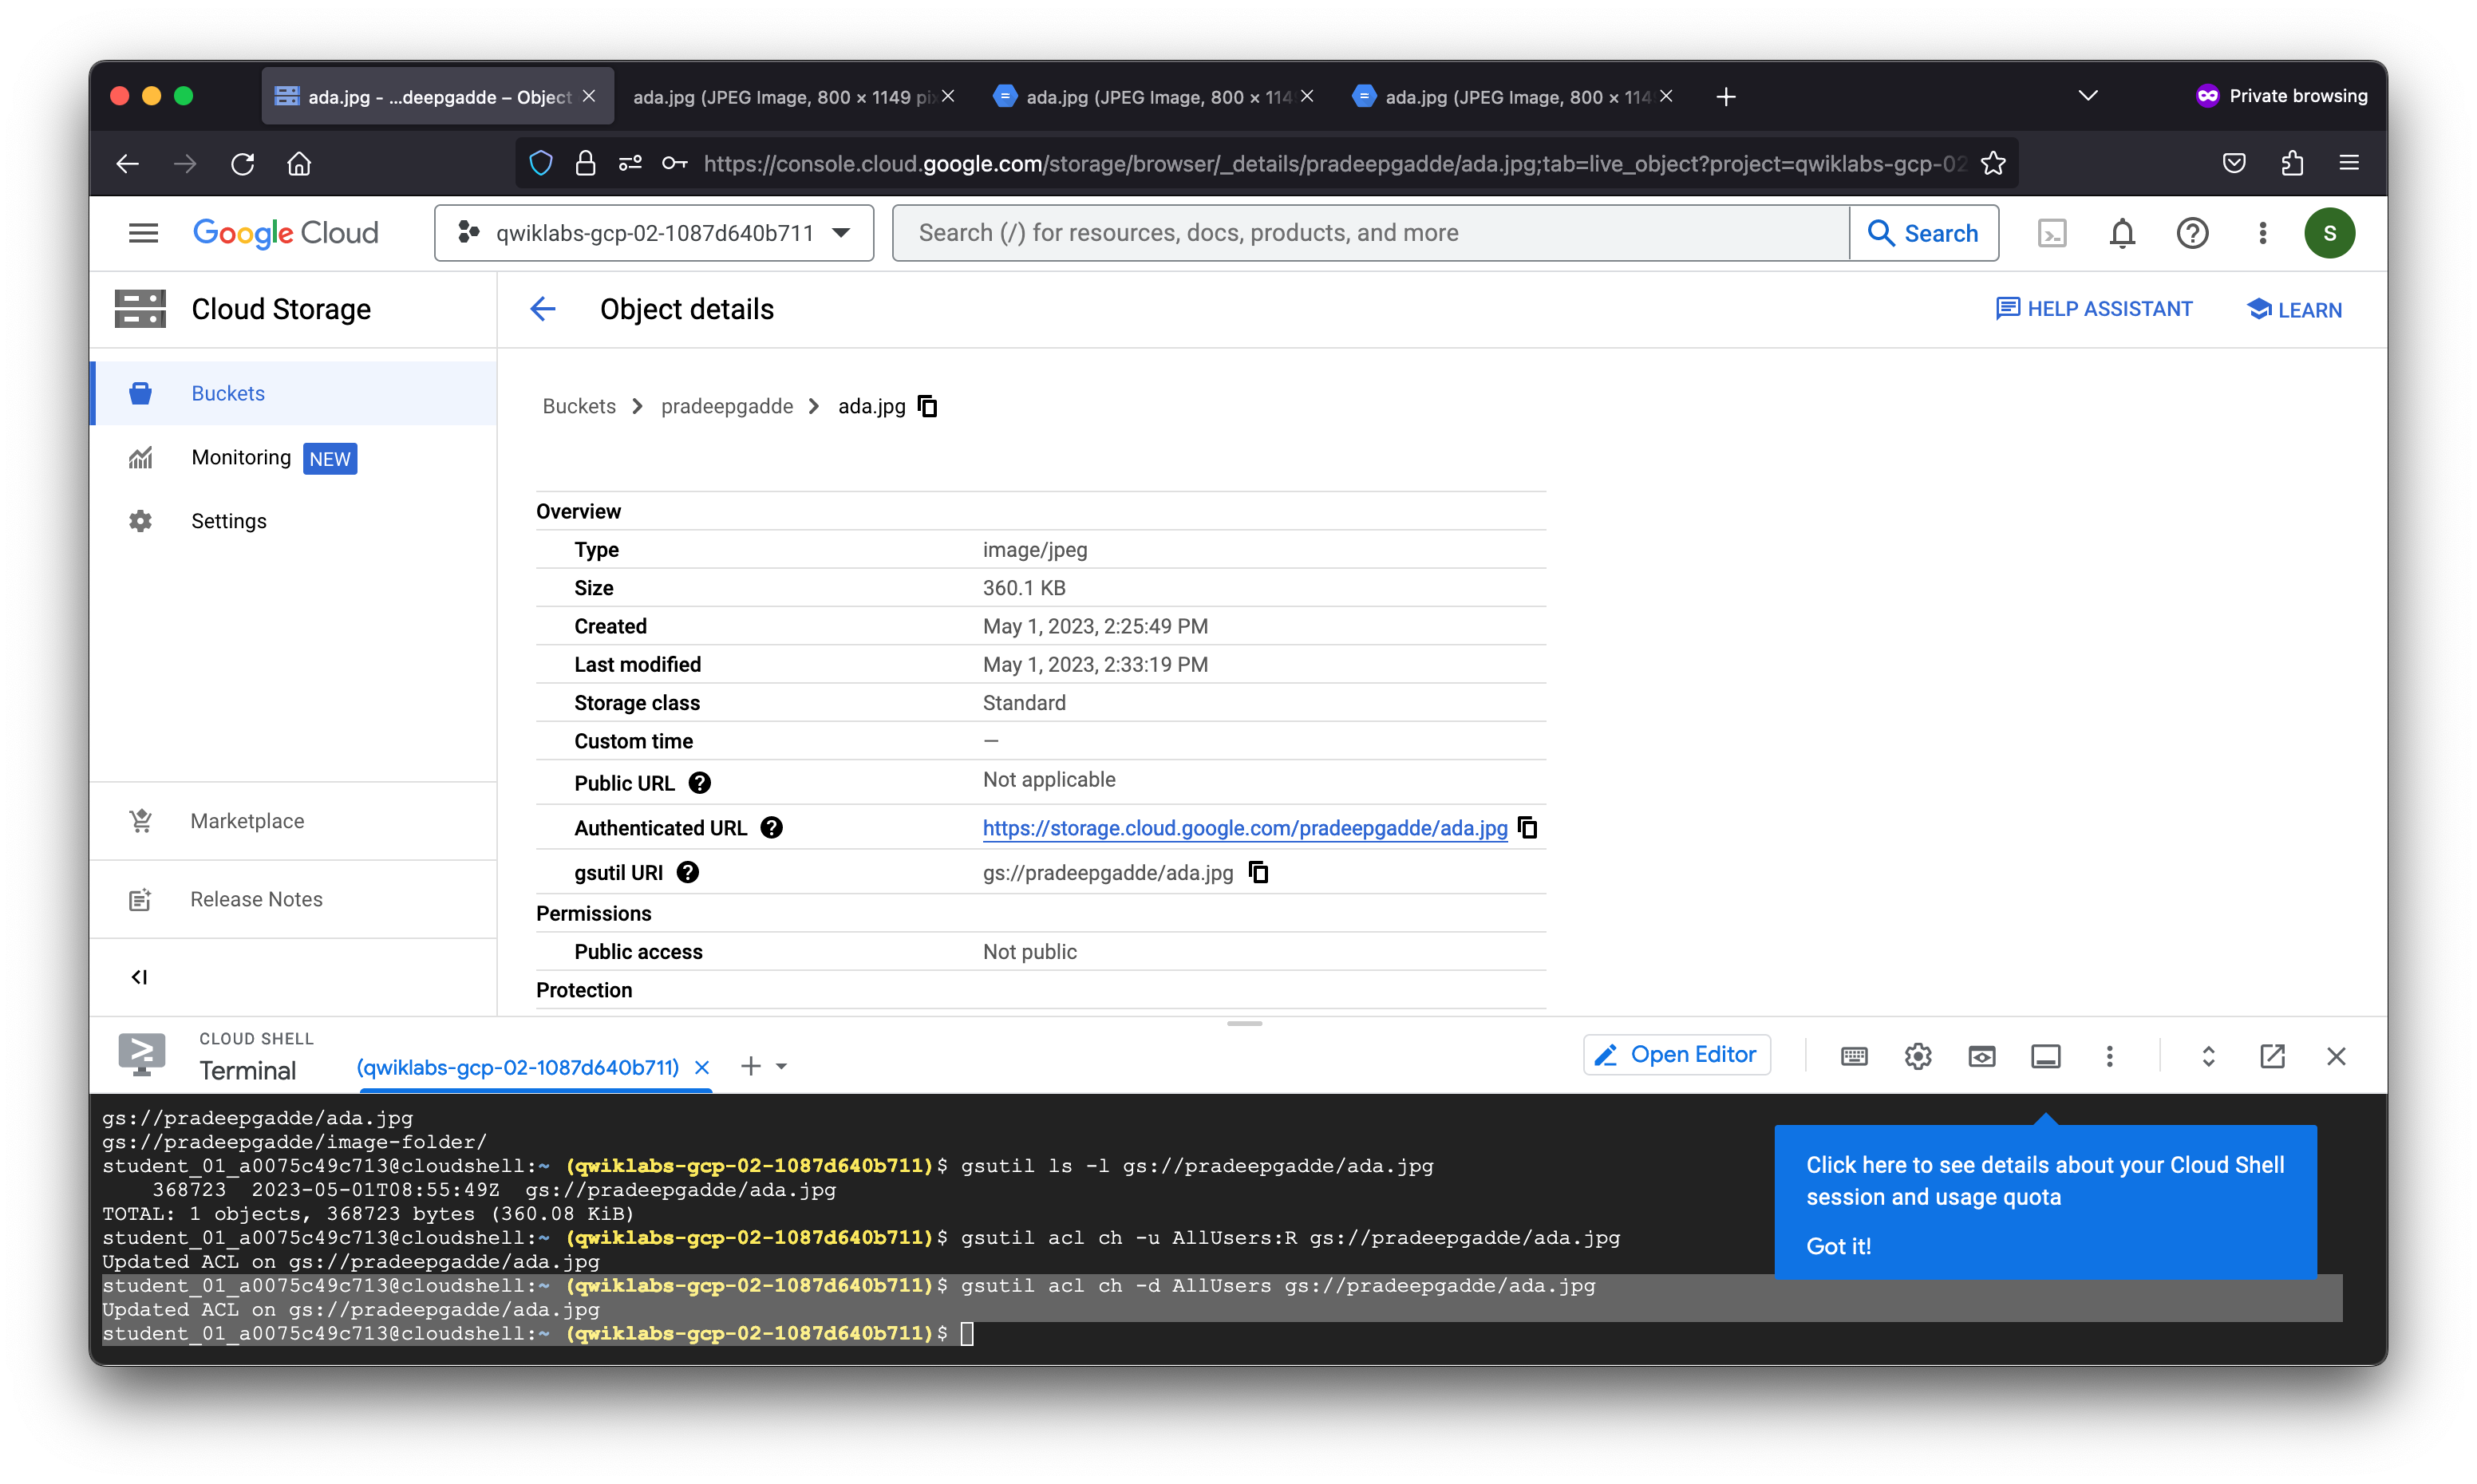 ada.jpg - ...deepgadde – Object
ada.jpg (JPEG Image, 800 × 1149 pi
ada.jpg (JPEG Image, 800 × 114
ada.jpg (JPEG Image, 800 × 114
Private browsing
https://console.cloud.google.com/storage/browser/_details/pradeepgadde/ada.jpg;tab=live_object?project=qwiklabs-gcp-02
Google Cloud
qwiklabs-gcp-02-1087d640b711
Search (/) for resources, docs, products, and more
Search
S
Cloud Storage
Object details
HELP ASSISTANT
LEARN
Buckets
Monitoring NEW
Settings
Marketplace
Release Notes
Buckets pradeepgadde ada.jpg
Overview
Type image/jpeg
Size 360.1 KB
Created May 1, 2023, 2:25:49 PM
Last modified May 1, 2023, 2:33:19 PM
Storage class Standard
Custom time —
Public URL Not applicable
Authenticated URL https://storage.cloud.google.com/pradeepgadde/ada.jpg
gsutil URI gs://pradeepgadde/ada.jpg
Permissions
Public access Not public
Protection
CLOUD SHELL
Terminal
(qwiklabs-gcp-02-1087d640b711)
Open Editor
gs://pradeepgadde/ada.jpg
gs://pradeepgadde/image-folder/
student_01_a0075c49c713@cloudshell:~ (qwiklabs-gcp-02-1087d640b711)$ gsutil ls -l gs://pradeepgadde/ada.jpg
368723 2023-05-01T08:55:49Z gs://pradeepgadde/ada.jpg
TOTAL: 1 objects, 368723 bytes (360.08 KiB)
student_01_a0075c49c713@cloudshell:~ (qwiklabs-gcp-02-1087d640b711)$ gsutil acl ch -u AllUsers:R gs://pradeepgadde/ada.jpg
Updated ACL on gs://pradeepgadde/ada.jpg
student_01_a0075c49c713@cloudshell:~ (qwiklabs-gcp-02-1087d640b711)$ gsutil acl ch -d AllUsers gs://pradeepgadde/ada.jpg
Updated ACL on gs://pradeepgadde/ada.jpg
student_01_a0075c49c713@cloudshell:~ (qwiklabs-gcp-02-1087d640b711)$
Click here to see details about your Cloud Shell
session and usage quota
Got it!